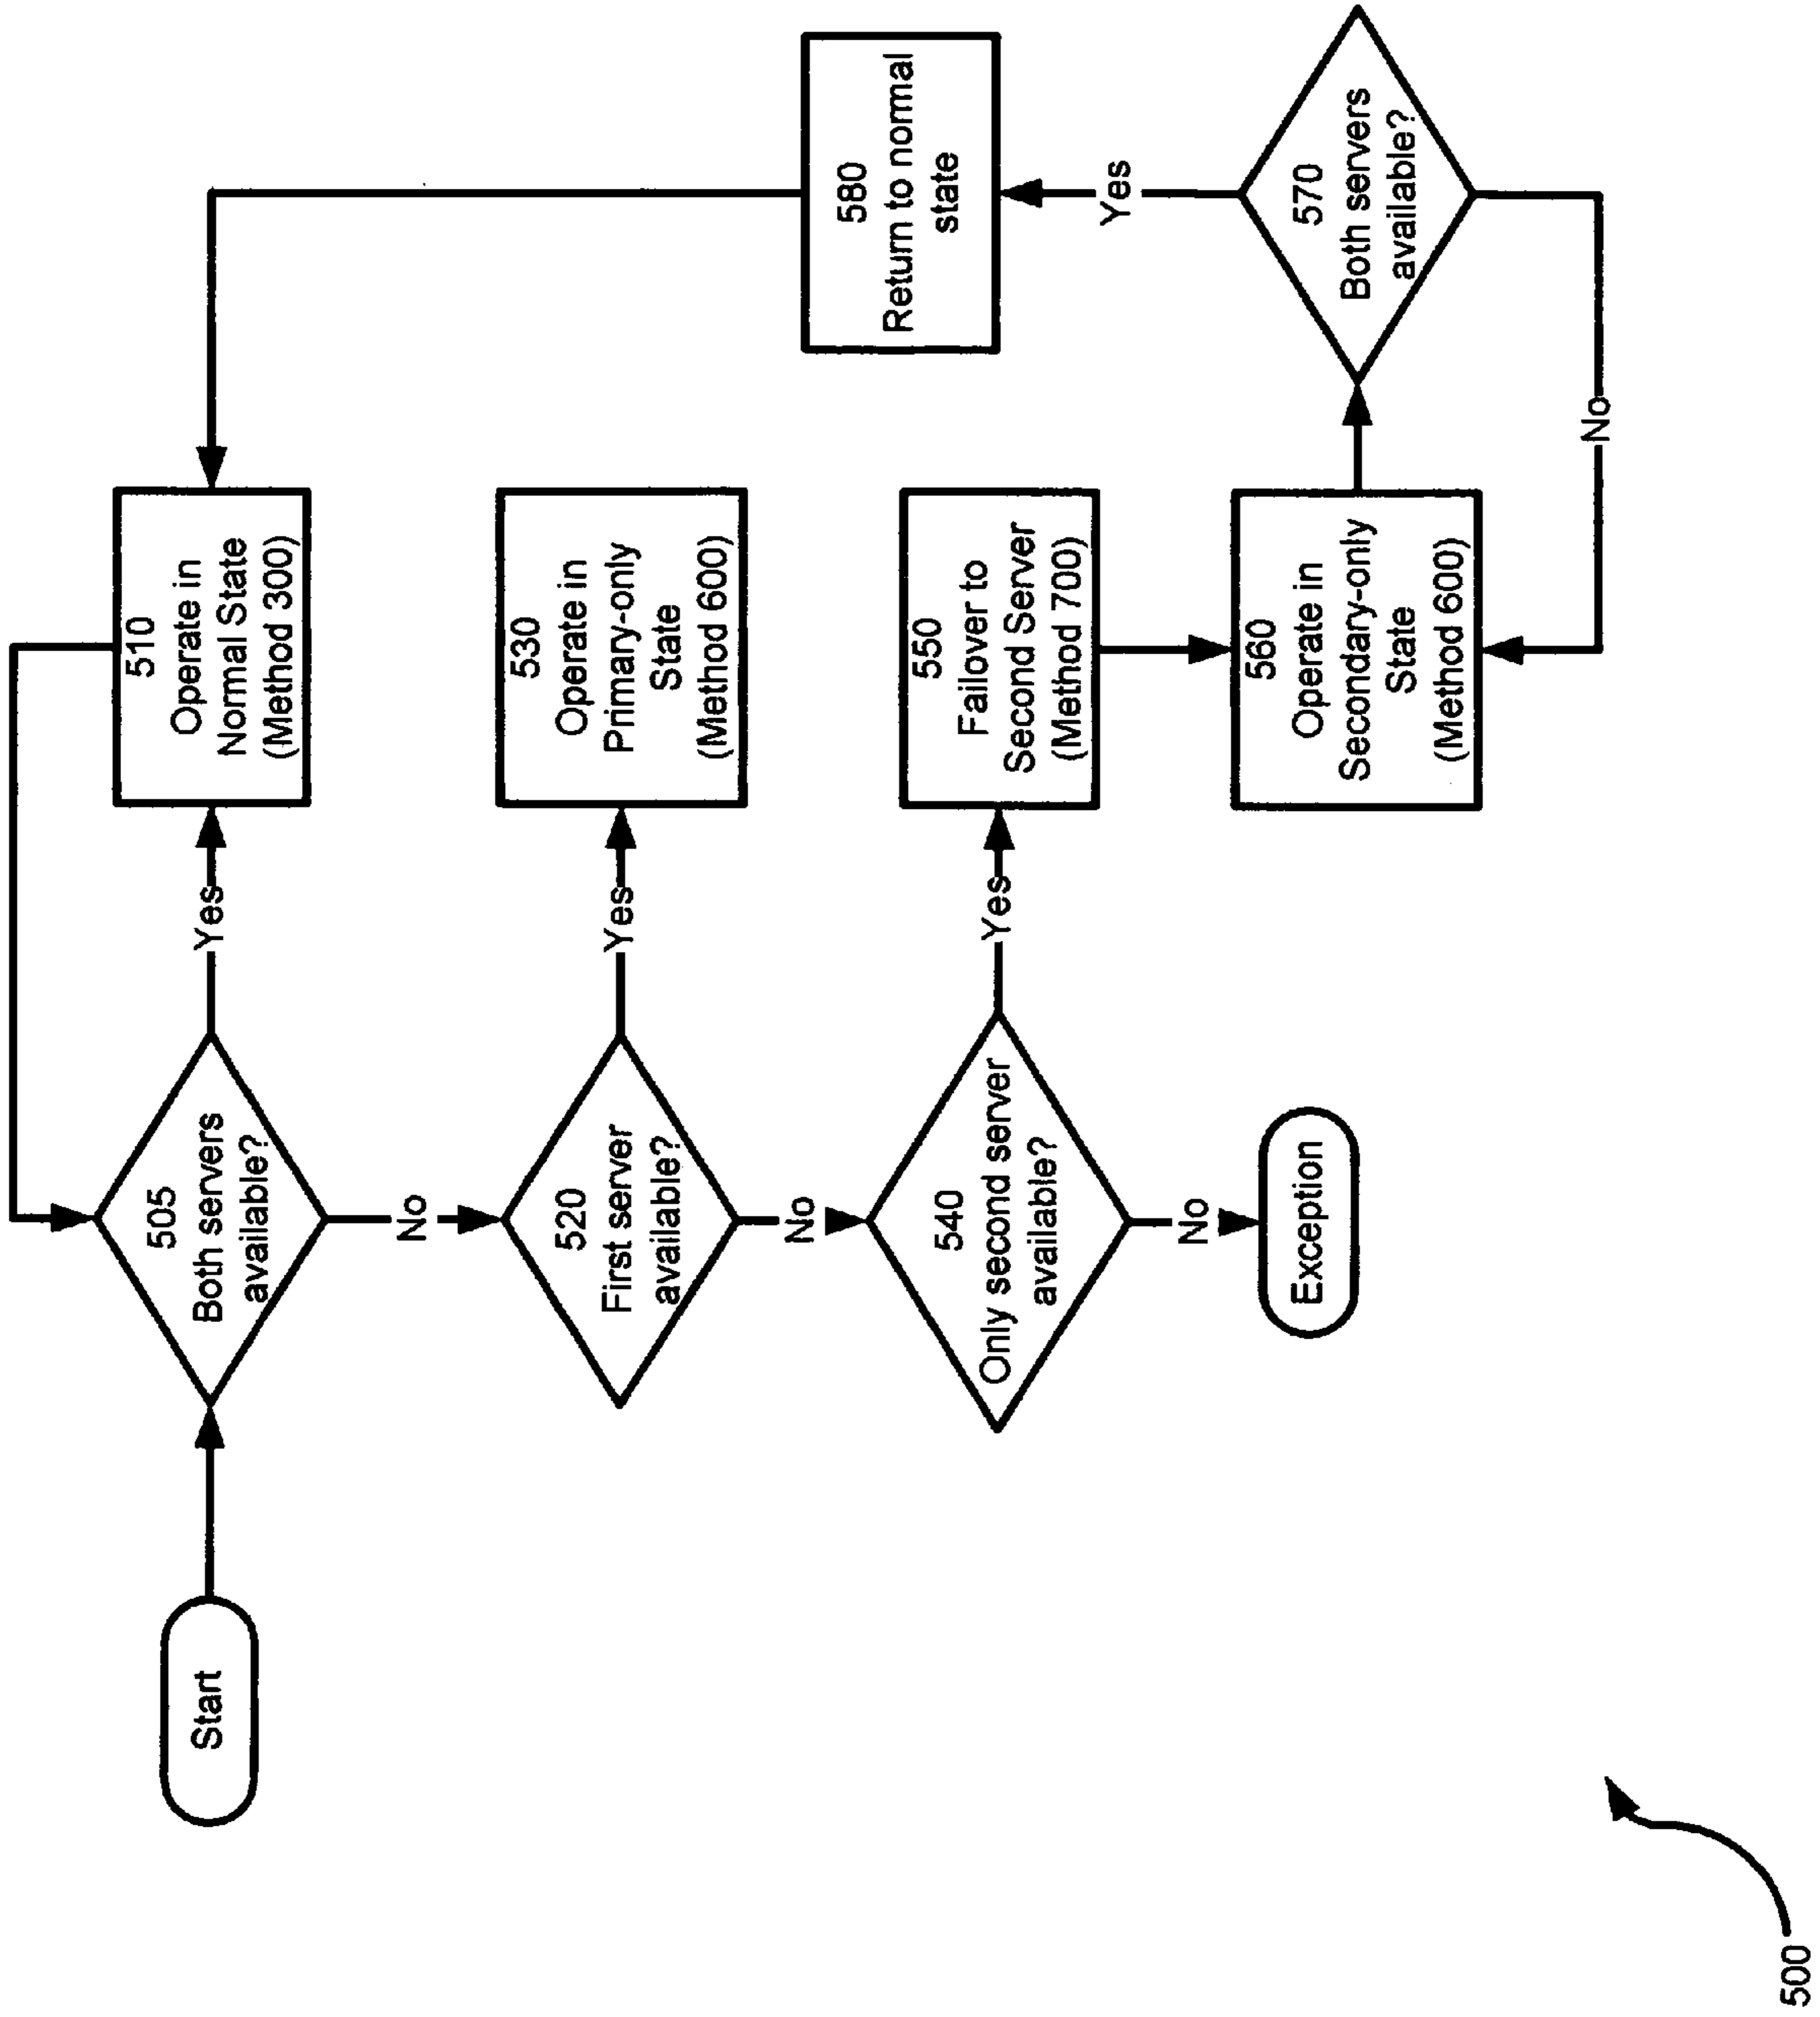 Start
505
Both servers
available?
Yes
510
Operate in
Normal State
(Method 300)
No
520
First server
available?
Yes
530
Operate in
Primary-only
State
(Method 600)
No
540
Only second server
available?
Yes
550
Failover to
Second Server
(Method 700)
No
Exception
560
Operate in
Secondary-only
State
(Method 600)
570
Both servers
available?
Yes
580
Return to normal
state
No
500